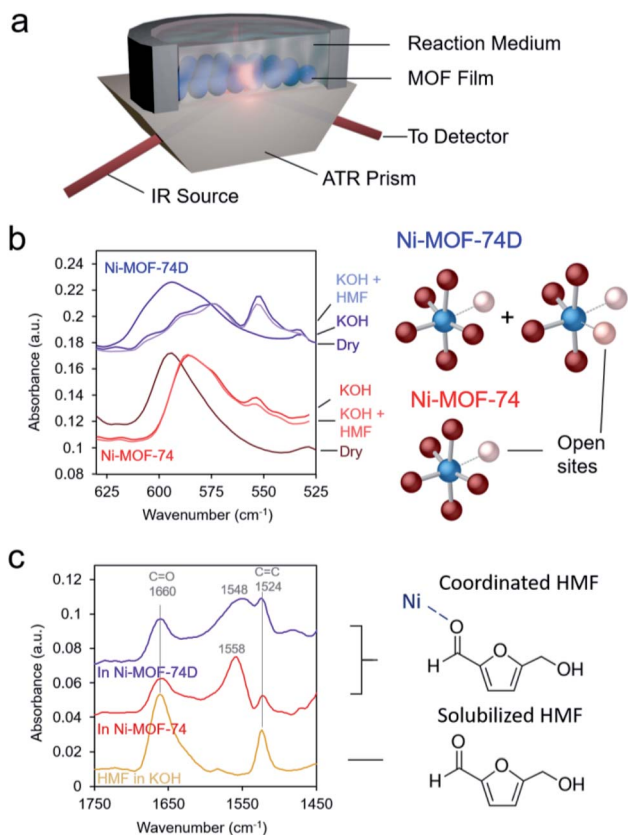 a
Reaction Medium
MOF Film
To Detector
ATR Prism
IR Source
b
Absorbance (a.u.)
0.24
0.22
0.2
0.18
0.16
0.14
0.12
0.1
0.08
Ni-MOF-74D
Ni-MOF-74
KOH +
HMF
KOH
Dry
KOH
KOH +
HMF
Dry
625
600
575
550
525
Wavenumber (cm-1)
Ni-MOF-74D
+
Ni-MOF-74
Open
sites
c
Absorbance (a.u.)
0.12
0.1
0.08
0.06
0.04
0.02
0
C=O
1660
1548
C=C
1524
1558
In Ni-MOF-74D
In Ni-MOF-74
HMF in KOH
1750
1650
1550
1450
Wavenumber (cm-1)
Coordinated HMF
Ni
O
H
O
OH
Solubilized HMF
O
H
O
OH